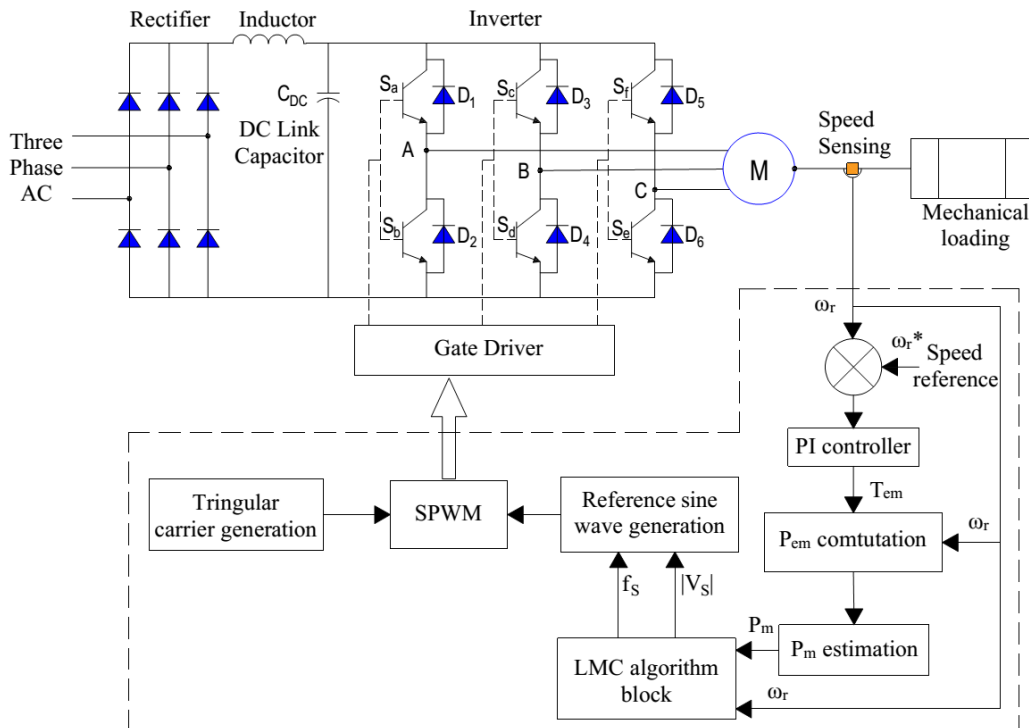 Rectifier
Inductor
Inverter
Three
Phase
AC
C_DC
DC Link
Capacitor
S_a
D_1
S_c
D_3
S_f
D_5
A
B
C
S_b
D_2
S_d
D_4
S_e
D_6
M
Speed
Sensing
Mechanical
loading
Gate Driver
ω_r
ω_r*
Speed
reference
PI controller
T_em
Tringular
carrier generation
SPWM
Reference sine
wave generation
P_em comtutation
ω_r
f_S
|V_S|
P_m
P_m estimation
LMC algorithm
block
ω_r